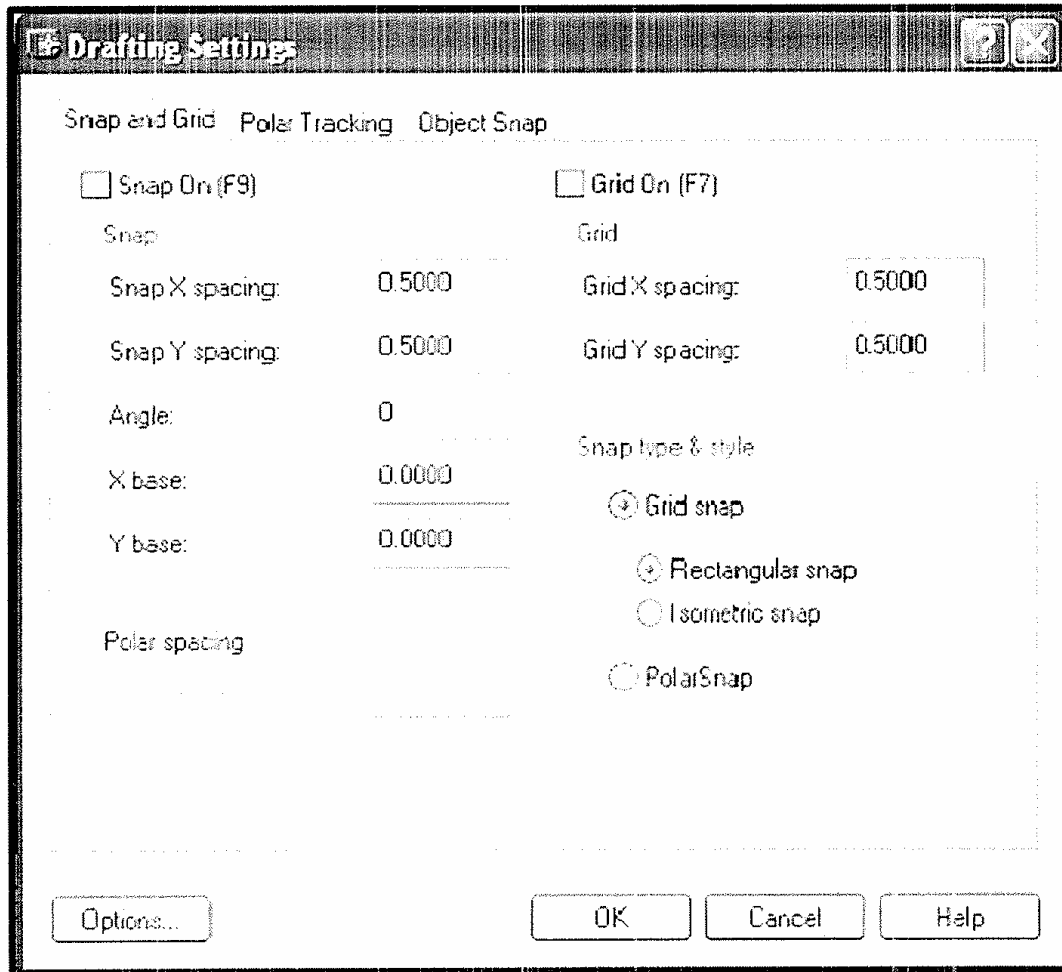 Drafting Settings
Snap and Grid Polar Tracking Object Snap
Snap On (F9)
Snap
Snap X spacing: 0.5000
Snap Y spacing: 0.5000
Angle: 0
X base: 0.0000
Y base: 0.0000
Polar spacing
Grid On (F7)
Grid
Grid X spacing: 0.5000
Grid Y spacing: 0.5000
Snap type & style
Grid snap
Rectangular snap
Isometric snap
PolarSnap
Options... OK Cancel Help